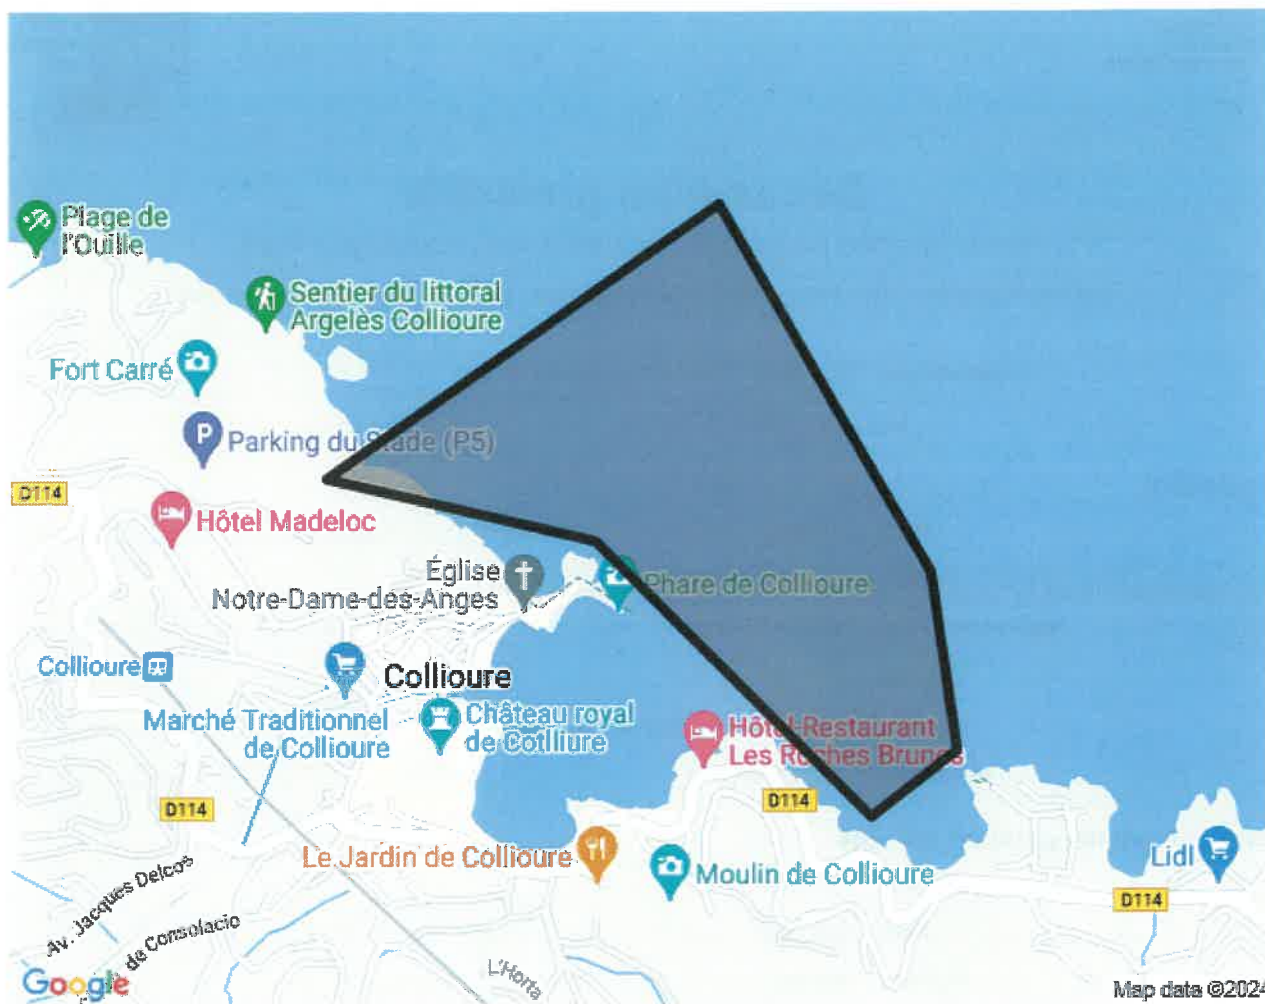 Plage de
l'Ouille
Sentier du littoral
Argelès Collioure
Fort Carré
P
Parking du Stade (P5)
D114
Hôtel Madeloc
Église
Notre-Dame-des-Anges
Phare de Collioure
Collioure
Collioure
Marché Traditionnel
de Collioure
Château royal
de Cotlliure
Hôtel-Restaurant
Les Roches Brunes
D114
D114
Le Jardin de Collioure
Moulin de Collioure
Lidl
D114
Av. Jacques Delcos
de Consolacio
L'Horta
Google
Map data ©2024